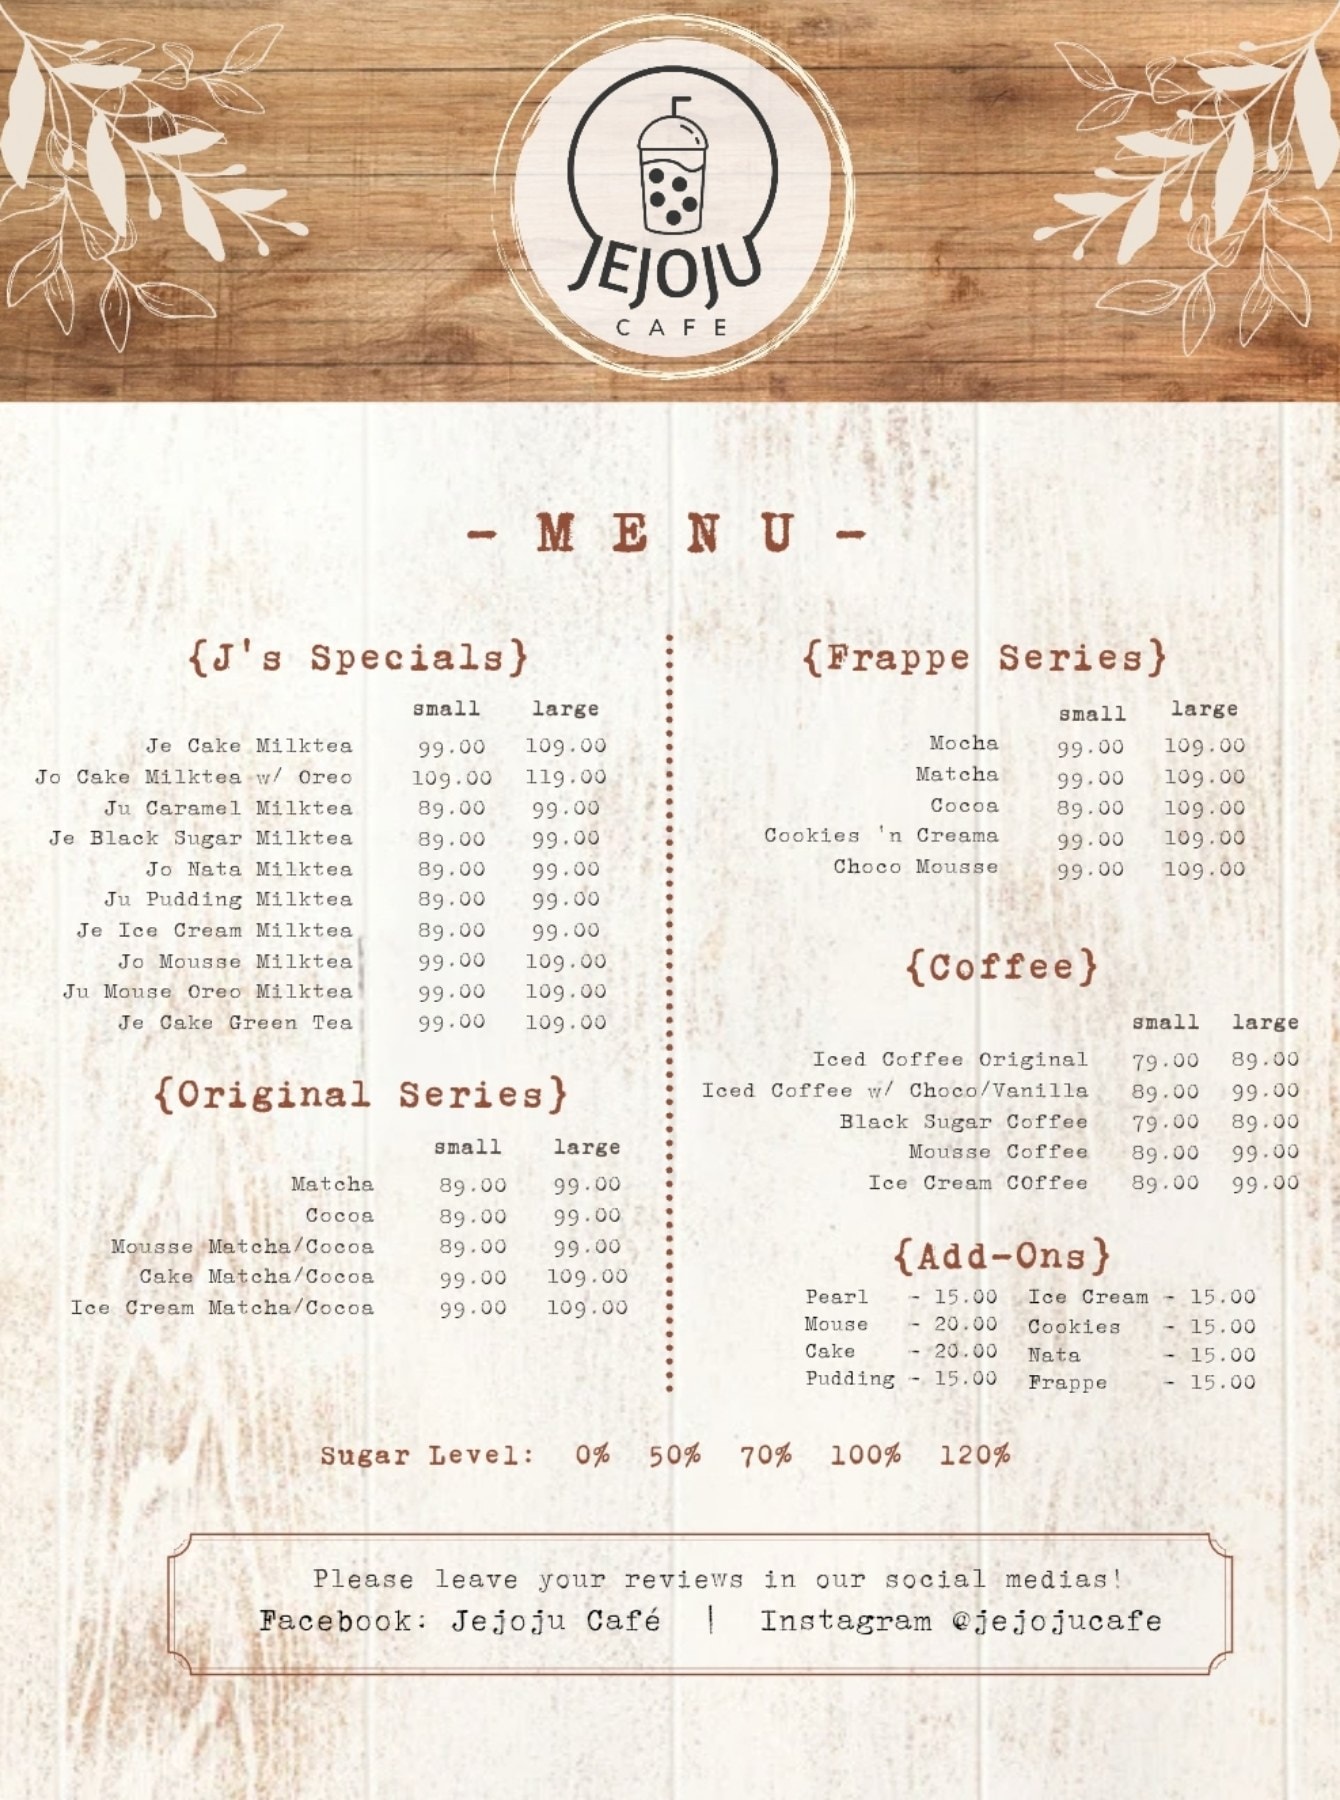 JEJOJU
CAFE
- M E N U -
{J's Specials}
small large
Je Cake Milktea 99.00 109.00
Jo Cake Milktea w/ Oreo 109.00 119.00
Ju Caramel Milktea 89.00 99.00
Je Black Sugar Milktea 89.00 99.00
Jo Nata Milktea 89.00 99.00
Ju Pudding Milktea 89.00 99.00
Je Ice Cream Milktea 89.00 99.00
Jo Mousse Milktea 99.00 109.00
Ju Mouse Oreo Milktea 99.00 109.00
Je Cake Green Tea 99.00 109.00
{Original Series}
small large
Matcha 89.00 99.00
Cocoa 89.00 99.00
Mousse Matcha/Cocoa 89.00 99.00
Cake Matcha/Cocoa 99.00 109.00
Ice Cream Matcha/Cocoa 99.00 109.00
{Frappe Series}
small large
Mocha 99.00 109.00
Matcha 99.00 109.00
Cocoa 89.00 109.00
Cookies 'n Creama 99.00 109.00
Choco Mousse 99.00 109.00
{Coffee}
small large
Iced Coffee Original 79.00 89.00
Iced Coffee w/ Choco/Vanilla 89.00 99.00
Black Sugar Coffee 79.00 89.00
Mousse Coffee 89.00 99.00
Ice Cream COffee 89.00 99.00
{Add-Ons}
Pearl - 15.00 Ice Cream - 15.00
Mouse - 20.00 Cookies - 15.00
Cake - 20.00 Nata - 15.00
Pudding - 15.00 Frappe - 15.00
Sugar Level: 0% 50% 70% 100% 120%
Please leave your reviews in our social medias!
Facebook: Jejoju Café | Instagram @jejojucafe